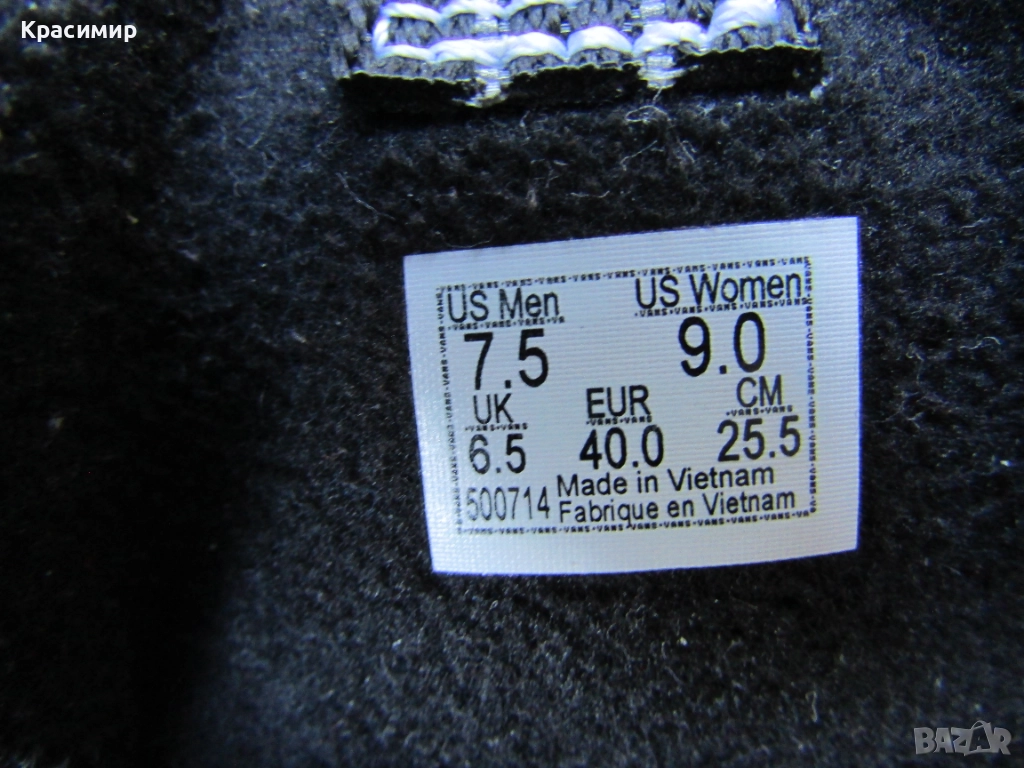 Красимир
US Men US Women
7.5 9.0
UK EUR CM
6.5 40.0 25.5
500714 Made in Vietnam
Fabrique en Vietnam
BAZAR